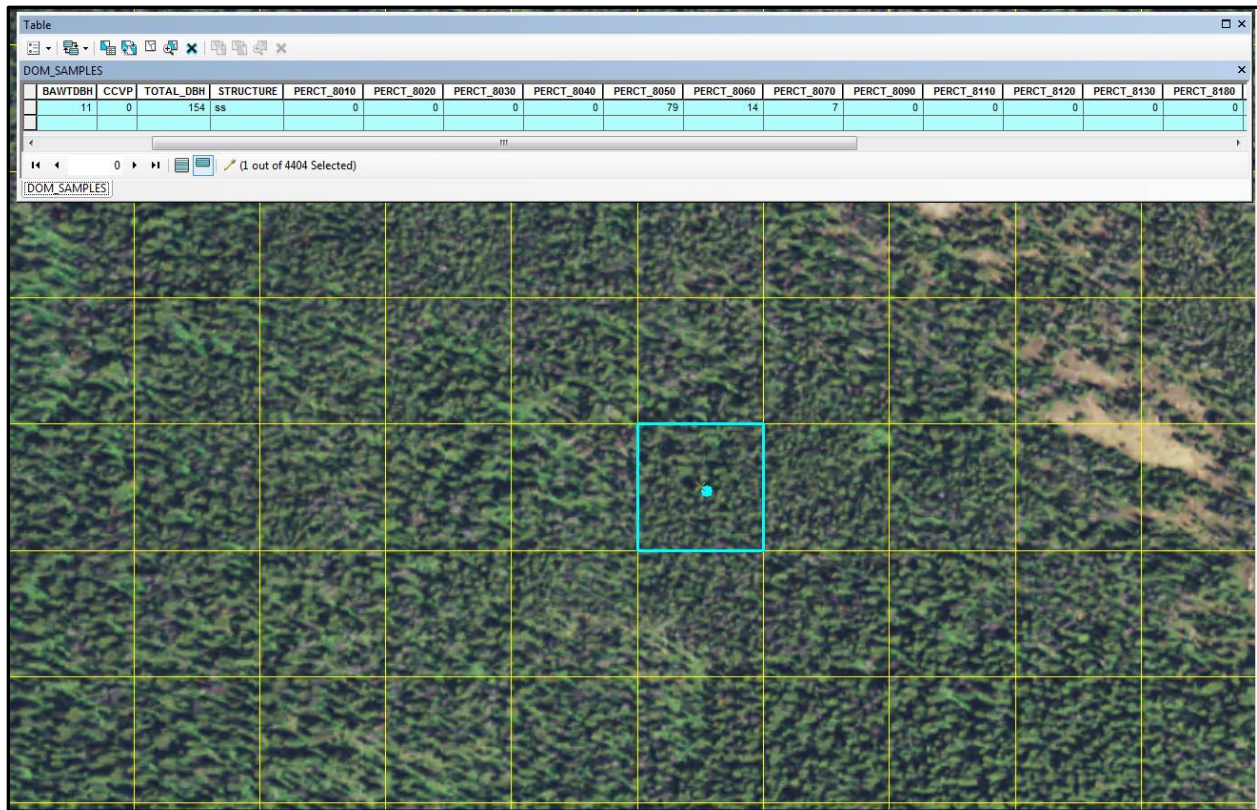 Table
DOM_SAMPLES
BAWTDBH CCVP TOTAL_DBH STRUCTURE PERCT_8010 PERCT_8020 PERCT_8030 PERCT_8040 PERCT_8050 PERCT_8060 PERCT_8070 PERCT_8090 PERCT_8110 PERCT_8120 PERCT_8130 PERCT_8180
11 0 154 ss 0 0 0 0 79 14 7 0 0 0 0 0
0 (1 out of 4404 Selected)
DOM_SAMPLES